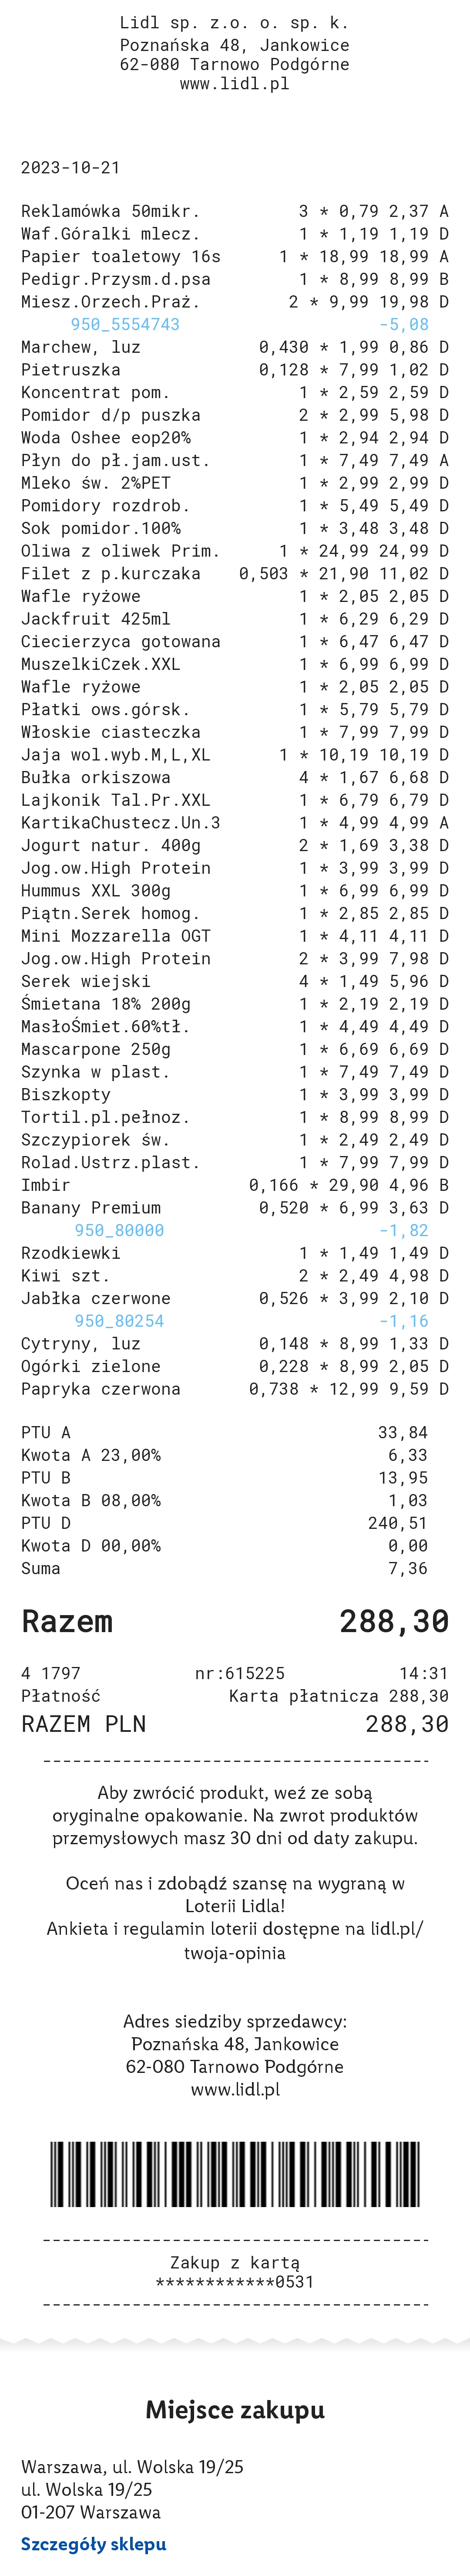 Lidl sp. z.o. o. sp. k.
Poznańska 48, Jankowice
62-080 Tarnowo Podgórne
www.lidl.pl
2023-10-21
Reklamówka 50mikr. 3 * 0,79 2,37 A
Waf.Góralki mlecz. 1 * 1,19 1,19 D
Papier toaletowy 16s 1 * 18,99 18,99 A
Pedigr.Przysm.d.psa 1 * 8,99 8,99 B
Miesz.Orzech.Praż. 2 * 9,99 19,98 D
950_5554743 -5,08
Marchew, luz 0,430 * 1,99 0,86 D
Pietruszka 0,128 * 7,99 1,02 D
Koncentrat pom. 1 * 2,59 2,59 D
Pomidor d/p puszka 2 * 2,99 5,98 D
Woda Oshee eop20% 1 * 2,94 2,94 D
Płyn do pł.jam.ust. 1 * 7,49 7,49 A
Mleko św. 2%PET 1 * 2,99 2,99 D
Pomidory rozdrob. 1 * 5,49 5,49 D
Sok pomidor.100% 1 * 3,48 3,48 D
Oliwa z oliwek Prim. 1 * 24,99 24,99 D
Filet z p.kurczaka 0,503 * 21,90 11,02 D
Wafle ryżowe 1 * 2,05 2,05 D
Jackfruit 425ml 1 * 6,29 6,29 D
Ciecierzyca gotowana 1 * 6,47 6,47 D
MuszelkiCzek.XXL 1 * 6,99 6,99 D
Wafle ryżowe 1 * 2,05 2,05 D
Płatki ows.górsk. 1 * 5,79 5,79 D
Włoskie ciasteczka 1 * 7,99 7,99 D
Jaja wol.wyb.M,L,XL 1 * 10,19 10,19 D
Bułka orkiszowa 4 * 1,67 6,68 D
Lajkonik Tal.Pr.XXL 1 * 6,79 6,79 D
KartikaChustecz.Un.3 1 * 4,99 4,99 A
Jogurt natur. 400g 2 * 1,69 3,38 D
Jog.ow.High Protein 1 * 3,99 3,99 D
Hummus XXL 300g 1 * 6,99 6,99 D
Piątn.Serek homog. 1 * 2,85 2,85 D
Mini Mozzarella OGT 1 * 4,11 4,11 D
Jog.ow.High Protein 2 * 3,99 7,98 D
Serek wiejski 4 * 1,49 5,96 D
Śmietana 18% 200g 1 * 2,19 2,19 D
MasłoŚmiet.60%tł. 1 * 4,49 4,49 D
Mascarpone 250g 1 * 6,69 6,69 D
Szynka w plast. 1 * 7,49 7,49 D
Biszkopty 1 * 3,99 3,99 D
Tortil.pl.pełnoz. 1 * 8,99 8,99 D
Szczypiorek św. 1 * 2,49 2,49 D
Rolad.Ustrz.plast. 1 * 7,99 7,99 D
Imbir 0,166 * 29,90 4,96 B
Banany Premium 0,520 * 6,99 3,63 D
950_80000 -1,82
Rzodkiewki 1 * 1,49 1,49 D
Kiwi szt. 2 * 2,49 4,98 D
Jabłka czerwone 0,526 * 3,99 2,10 D
950_80254 -1,16
Cytryny, luz 0,148 * 8,99 1,33 D
Ogórki zielone 0,228 * 8,99 2,05 D
Papryka czerwona 0,738 * 12,99 9,59 D
PTU A 33,84
Kwota A 23,00% 6,33
PTU B 13,95
Kwota B 08,00% 1,03
PTU D 240,51
Kwota D 00,00% 0,00
Suma 7,36
Razem 288,30
4 1797 nr:615225 14:31
Płatność Karta płatnicza 288,30
RAZEM PLN 288,30
Aby zwrócić produkt, weź ze sobą
oryginalne opakowanie. Na zwrot produktów
przemysłowych masz 30 dni od daty zakupu.
Oceń nas i zdobądź szansę na wygraną w
Loterii Lidla!
Ankieta i regulamin loterii dostępne na lidl.pl/
twoja-opinia
Adres siedziby sprzedawcy:
Poznańska 48, Jankowice
62-080 Tarnowo Podgórne
www.lidl.pl
Zakup z kartą
************0531
Miejsce zakupu
Warszawa, ul. Wolska 19/25
ul. Wolska 19/25
01-207 Warszawa
Szczegóły sklepu